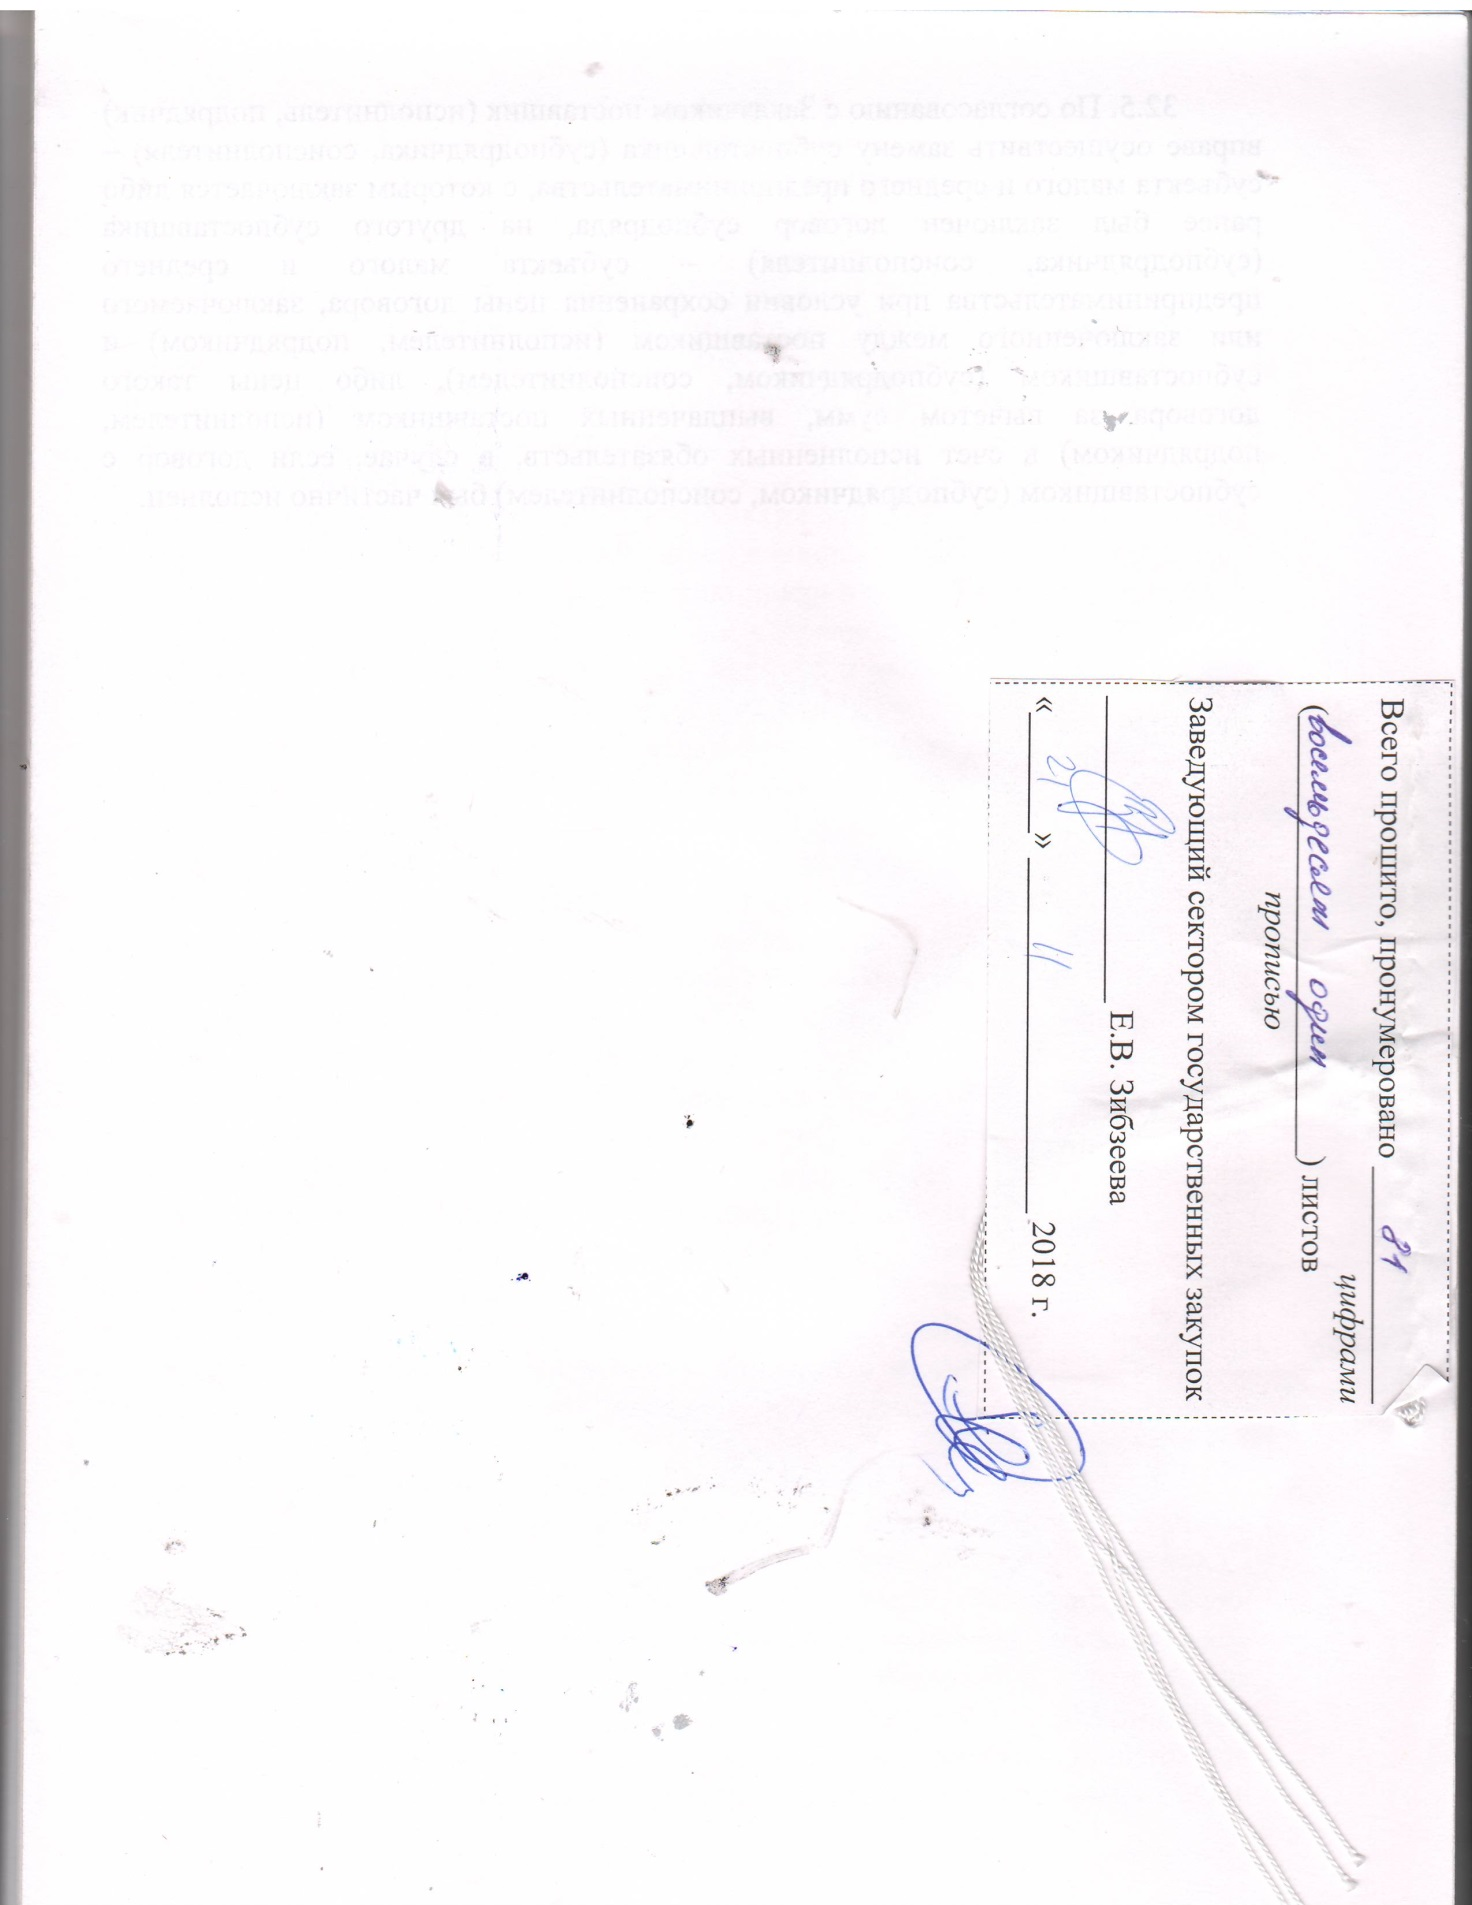 32.5. По согласованию с Заказчиком поставщик (исполнитель, подрядчик)
вправе осуществить замену субпоставщика (субподрядчика, соисполнителя) –
субъекта малого и среднего предпринимательства, с которым заключается либо
ранее был заключен договор субподряда, на другого субпоставщика
(субподрядчика, соисполнителя) – субъекта малого и среднего
предпринимательства при условии сохранения цены договора, заключаемого
или заключенного между поставщиком (исполнителем, подрядчиком) и
субпоставщиком (субподрядчиком, соисполнителем), либо цены такого
договора за вычетом сумм, выплаченных поставщиком (исполнителем,
подрядчиком) в счет исполненных обязательств, в случае, если договор с
субпоставщиком (субподрядчиком, соисполнителем) был частично исполнен.
Всего прошито, пронумеровано 81
цифрами
(восемьдесят один) листов
прописью
Заведующий сектором государственных закупок
Е.В. Зибзеева
« 21 » 11 2018 г.